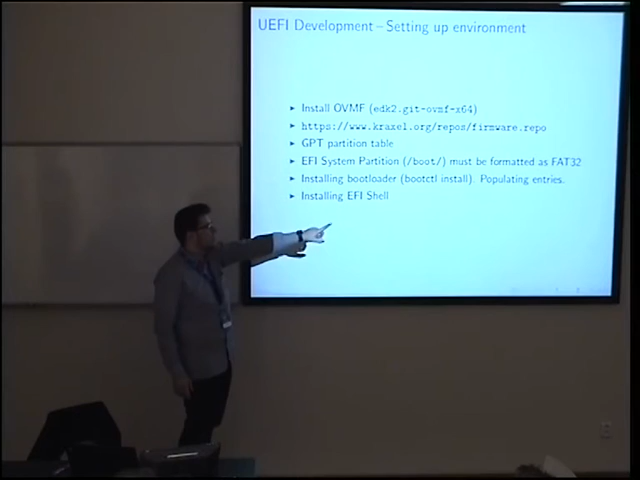 UEFI Development – Setting up environment
▸ Install OVMF (edk2.git-ovmf-x64)
▸ https://www.kraxel.org/repos/firmware.repo
▸ GPT partition table
▸ EFI System Partition (/boot/) must be formatted as FAT32
▸ Installing bootloader (bootctl install). Populating entries.
▸ Installing EFI Shell